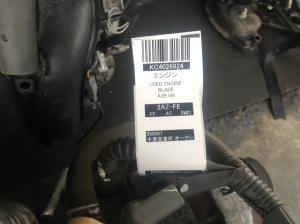 KC4026924
エンジン
USED ENGINE
BLADE
AZE156
2AZ-FE
FF AT 2WD
千葉営業所 オークシ